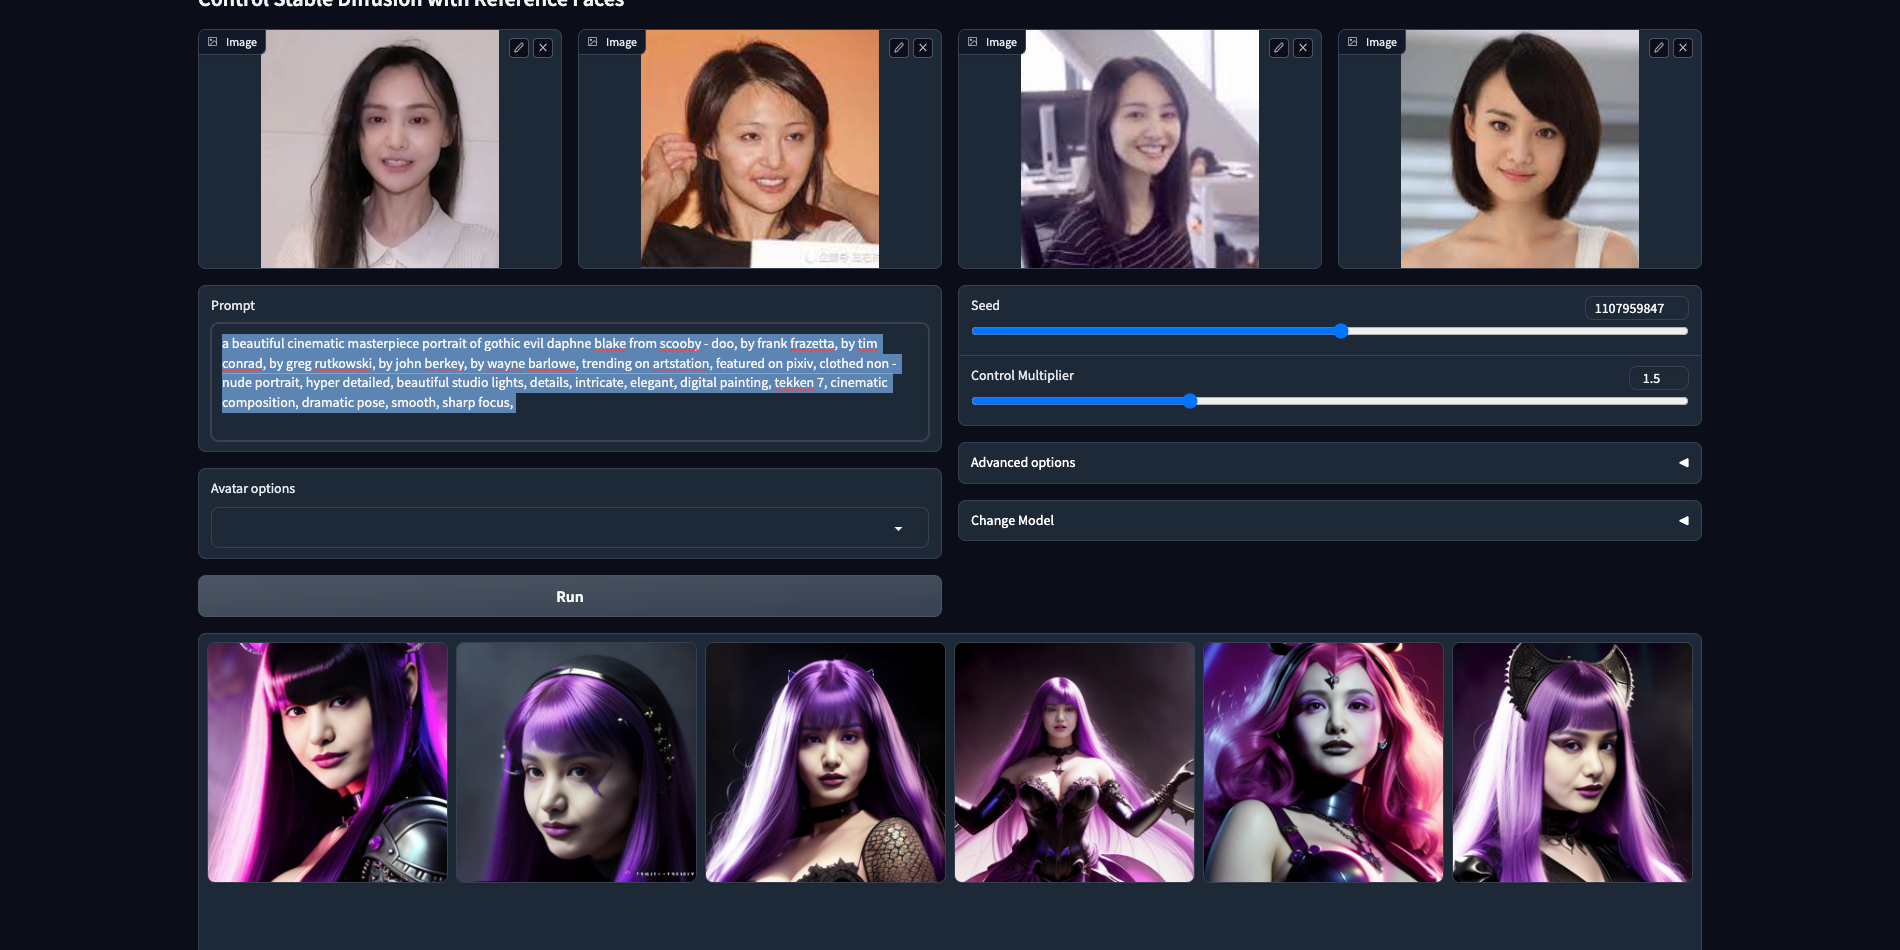 Control Stable Diffusion with Reference Faces
Image
Image
Image
Image
Prompt
a beautiful cinematic masterpiece portrait of gothic evil daphne blake from scooby - doo, by frank frazetta, by tim
conrad, by greg rutkowski, by john berkey, by wayne barlowe, trending on artstation, featured on pixiv, clothed non -
nude portrait, hyper detailed, beautiful studio lights, details, intricate, elegant, digital painting, tekken 7, cinematic
composition, dramatic pose, smooth, sharp focus,
Seed
1107959847
Control Multiplier
1.5
Avatar options
Advanced options
Change Model
Run